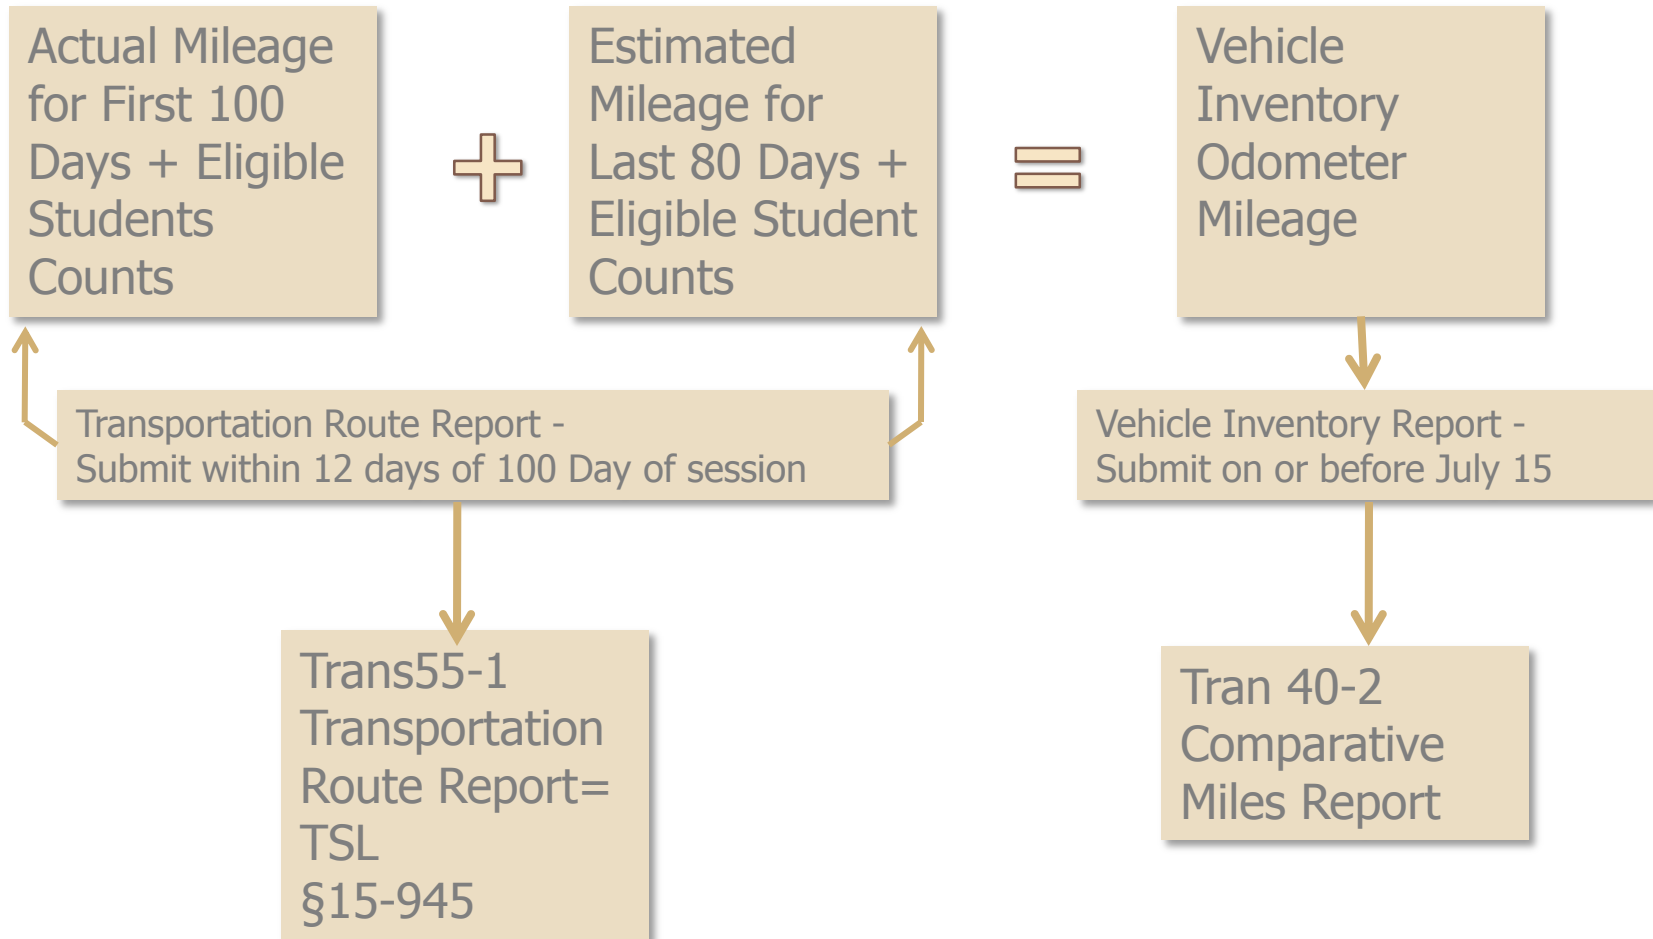 Actual Mileage
for First 100
Days + Eligible
Students
Counts
+
Estimated
Mileage for
Last 80 Days +
Eligible Student
Counts
=
Vehicle
Inventory
Odometer
Mileage
Transportation Route Report -
Submit within 12 days of 100 Day of session
Vehicle Inventory Report -
Submit on or before July 15
Trans55-1
Transportation
Route Report=
TSL
§15-945
Tran 40-2
Comparative
Miles Report